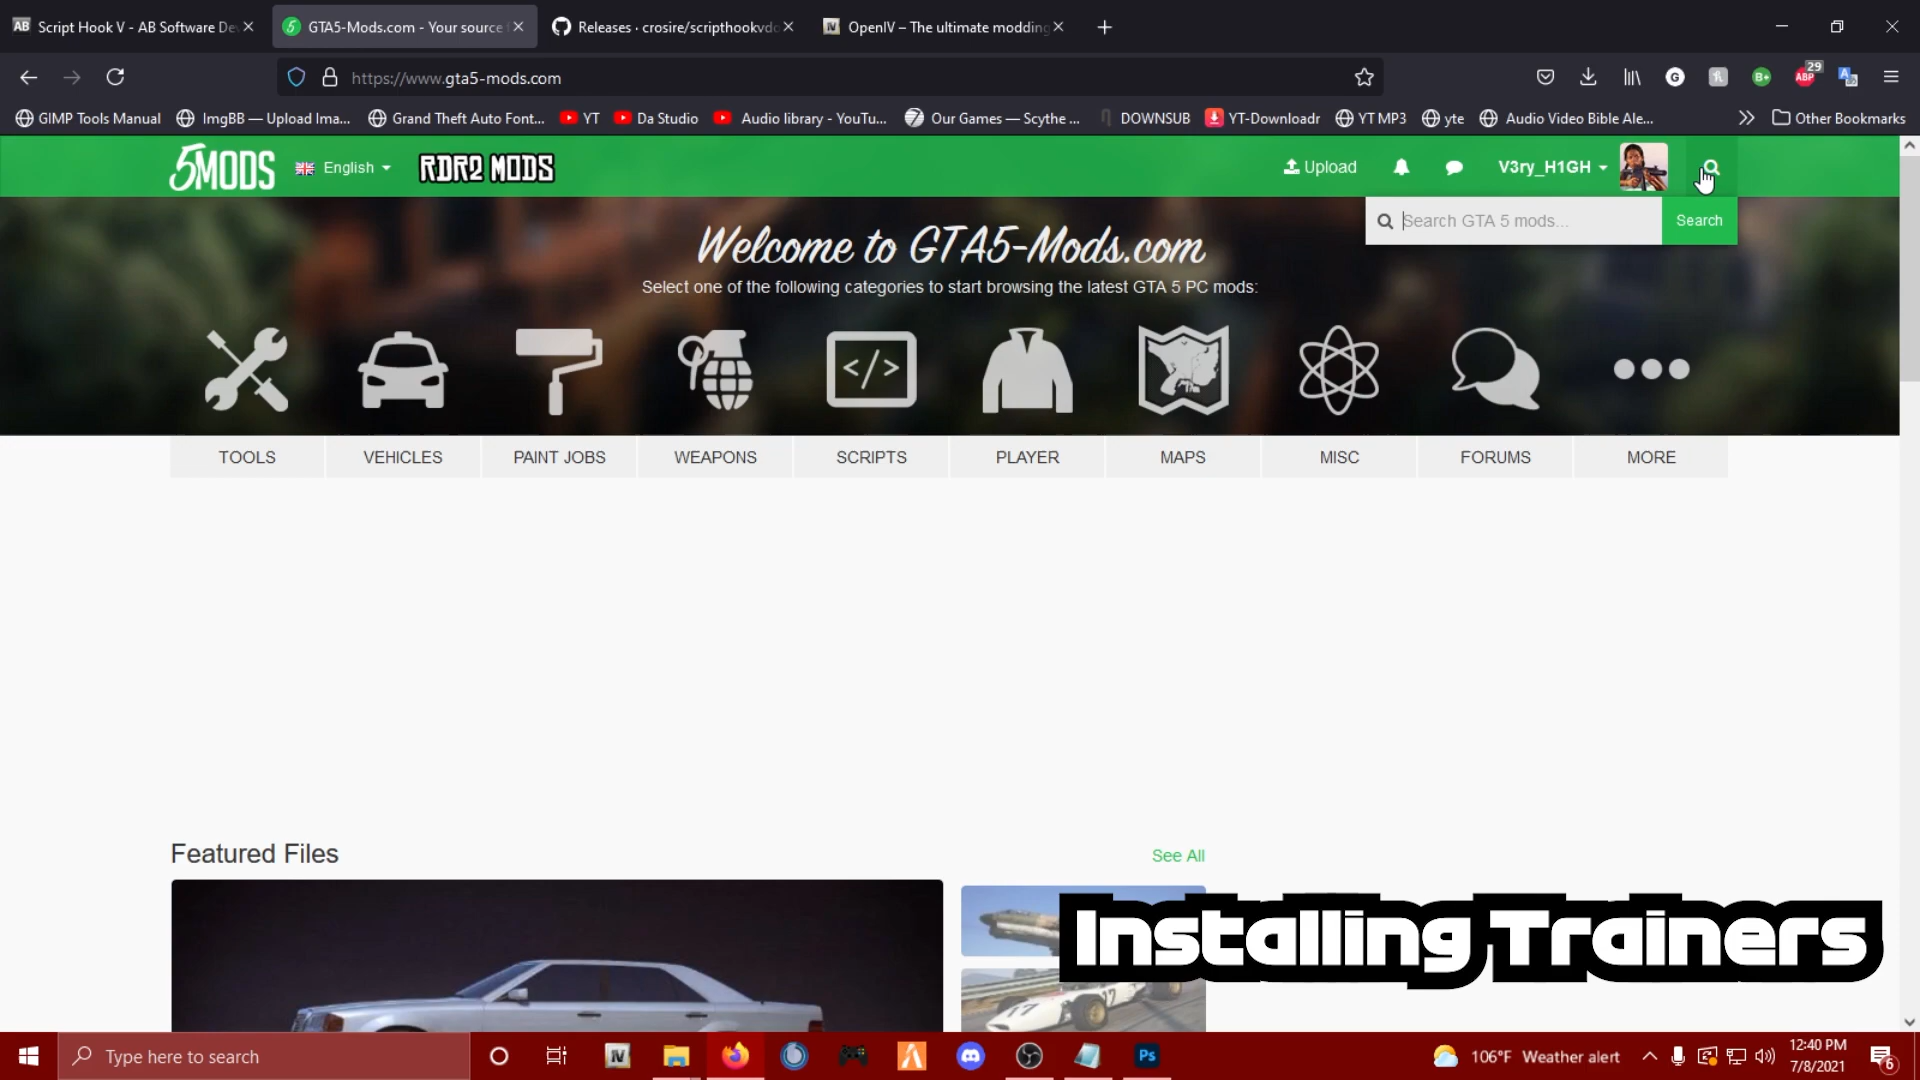 AB Script Hook V - AB Software De
GTA5-Mods.com - Your source f
Releases · crosire/scripthookvdo
OpenIV – The ultimate modding
https://www.gta5-mods.com
29
GIMP Tools Manual
ImgBB — Upload Ima...
Grand Theft Auto Font...
YT
Da Studio
Audio library - YouTu...
Our Games — Scythe ...
DOWNSUB
YT-Downloadr
YT MP3
yte
Audio Video Bible Ale...
Other Bookmarks
5MODS
English
RDR2 MODS
Upload
V3ry_H1GH
Search GTA 5 mods...
Search
Welcome to GTA5-Mods.com
Select one of the following categories to start browsing the latest GTA 5 PC mods:
TOOLS
VEHICLES
PAINT JOBS
WEAPONS
SCRIPTS
PLAYER
MAPS
MISC
FORUMS
MORE
Featured Files
See All
17
Installing Trainers
Type here to search
106°F Weather alert
12:40 PM
7/8/2021
6